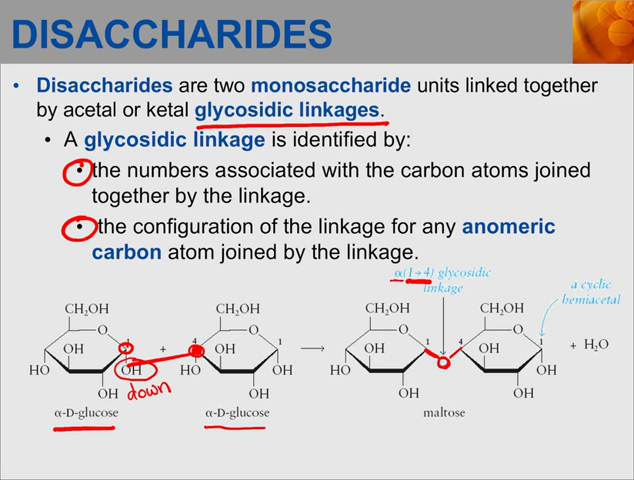 DISACCHARIDES
• Disaccharides are two monosaccharide units linked together
by acetal or ketal glycosidic linkages.
• A glycosidic linkage is identified by:
• the numbers associated with the carbon atoms joined
together by the linkage.
• the configuration of the linkage for any anomeric
carbon atom joined by the linkage.
α(1→4) glycosidic
linkage
a cyclic
hemiacetal
CH₂OH CH₂OH CH₂OH CH₂OH
O O O O
OH 1 + 4 OH 1 → OH 1 4 OH 1 + H₂O
HO OH HO OH HO O OH
OH down OH OH OH
α-D-glucose α-D-glucose maltose